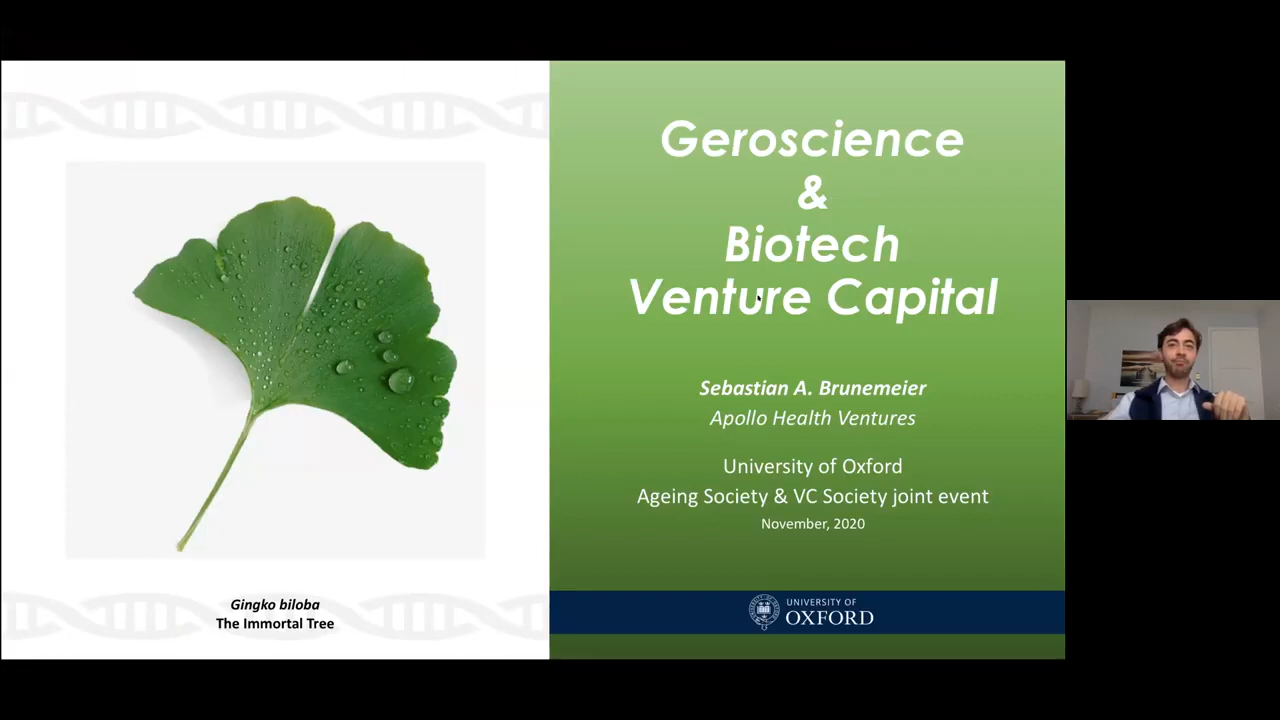 Geroscience
&
Biotech
Venture Capital
Sebastian A. Brunemeier
Apollo Health Ventures
University of Oxford
Ageing Society & VC Society joint event
November, 2020
UNIVERSITY OF
OXFORD
Gingko biloba
The Immortal Tree